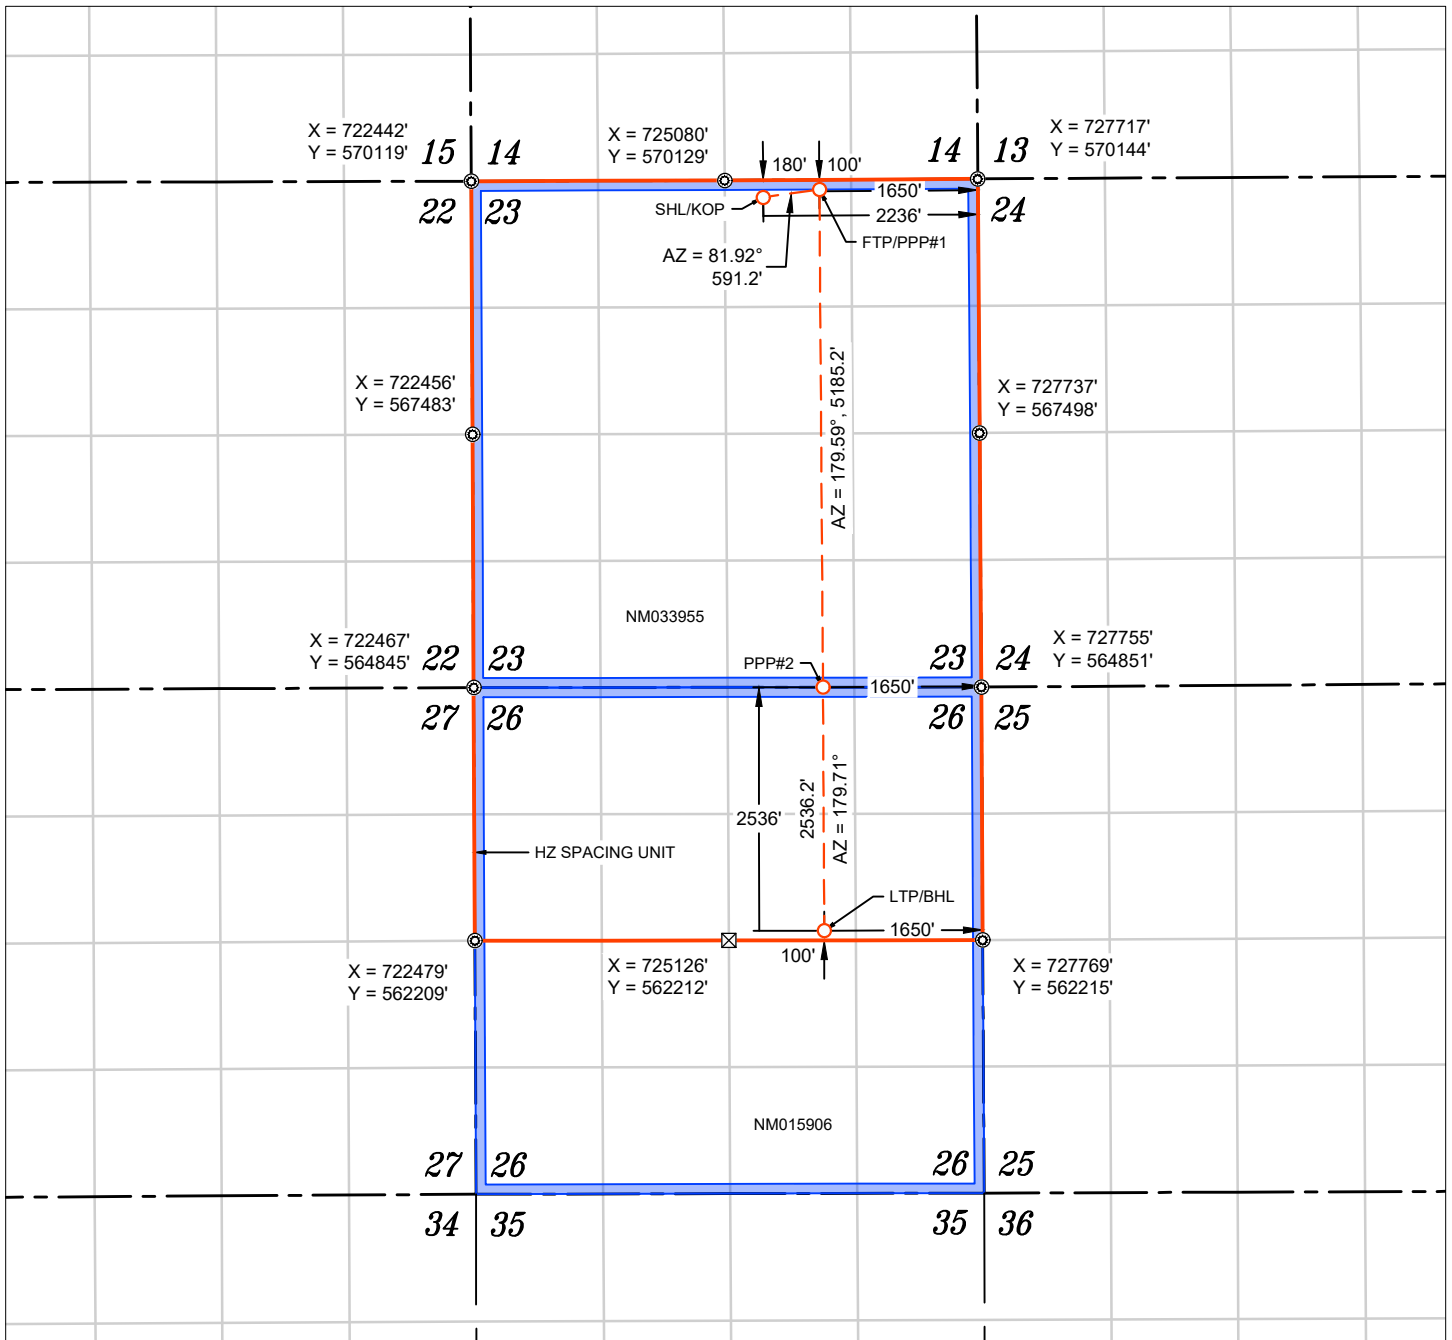 X = 722442'
Y = 570119'
X = 725080'
Y = 570129'
X = 727717'
Y = 570144'
15
14
14
13
180'
100'
22
23
24
1650'
SHL/KOP
2236'
FTP/PPP#1
AZ = 81.92°
591.2'
X = 722456'
Y = 567483'
AZ = 179.59°, 5185.2'
X = 727737'
Y = 567498'
NM033955
X = 722467'
Y = 564845'
22
23
PPP#2
23
24
X = 727755'
Y = 564851'
1650'
27
26
26
25
2536'
2536.2'
AZ = 179.71°
HZ SPACING UNIT
LTP/BHL
1650'
100'
X = 722479'
Y = 562209'
X = 725126'
Y = 562212'
X = 727769'
Y = 562215'
NM015906
27
26
26
25
34
35
35
36